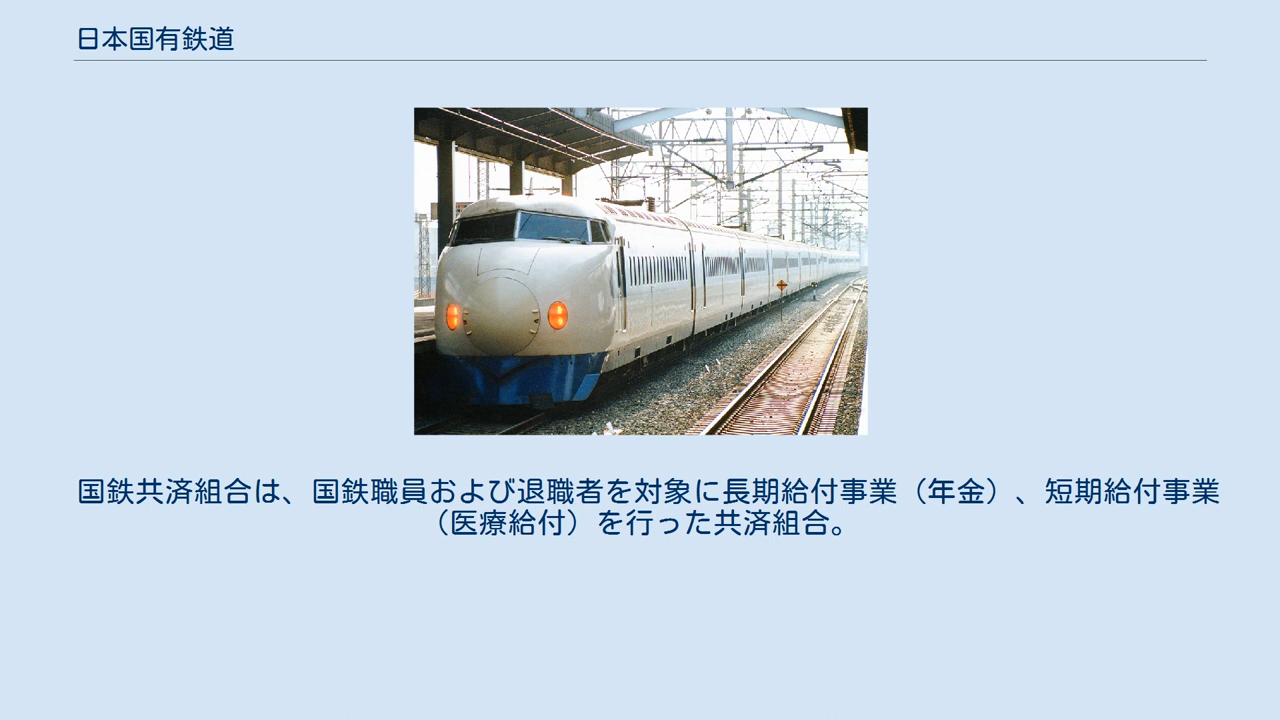 日本国有鉄道
国鉄共済組合は、国鉄職員および退職者を対象に長期給付事業（年金）、短期給付事業
（医療給付）を行った共済組合。